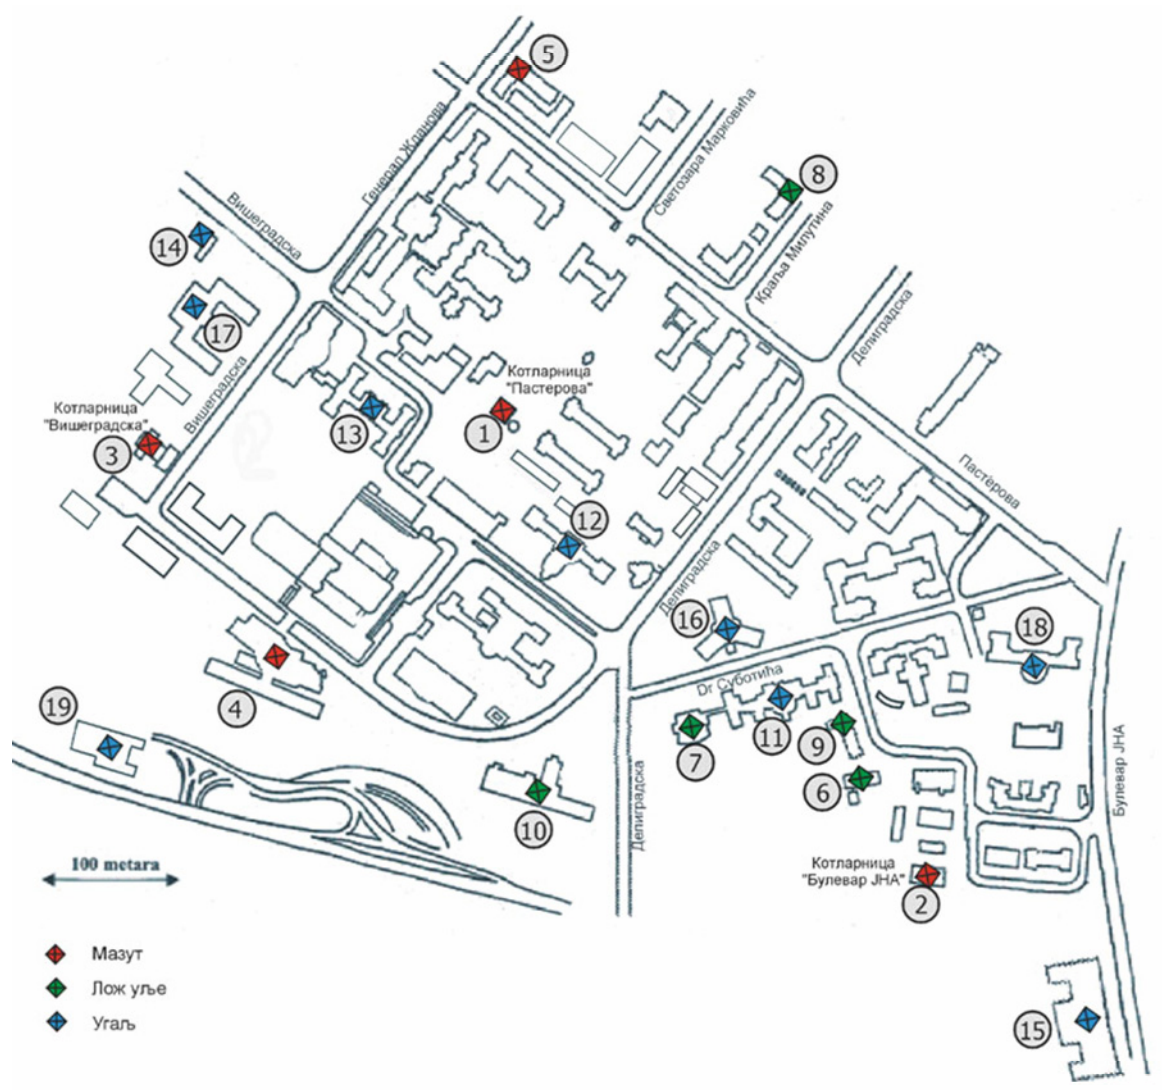 5
Генерал Жданова
Светозара Марковића
8
Вишеградска
14
Краља Милутина
17
Делиградска
Вишеградска
Котларница
"Пастерова"
Котларница
"Вишеградска"
1
13
3
Пастерова
12
Делиградска
16
18
Dr Суботића
4
19
7
11
9
6
10
Делиградска
Булевар ЈНА
100 metara
Котларница
"Булевар ЈНА"
2
Мазут
Лож уље
Угаљ
15